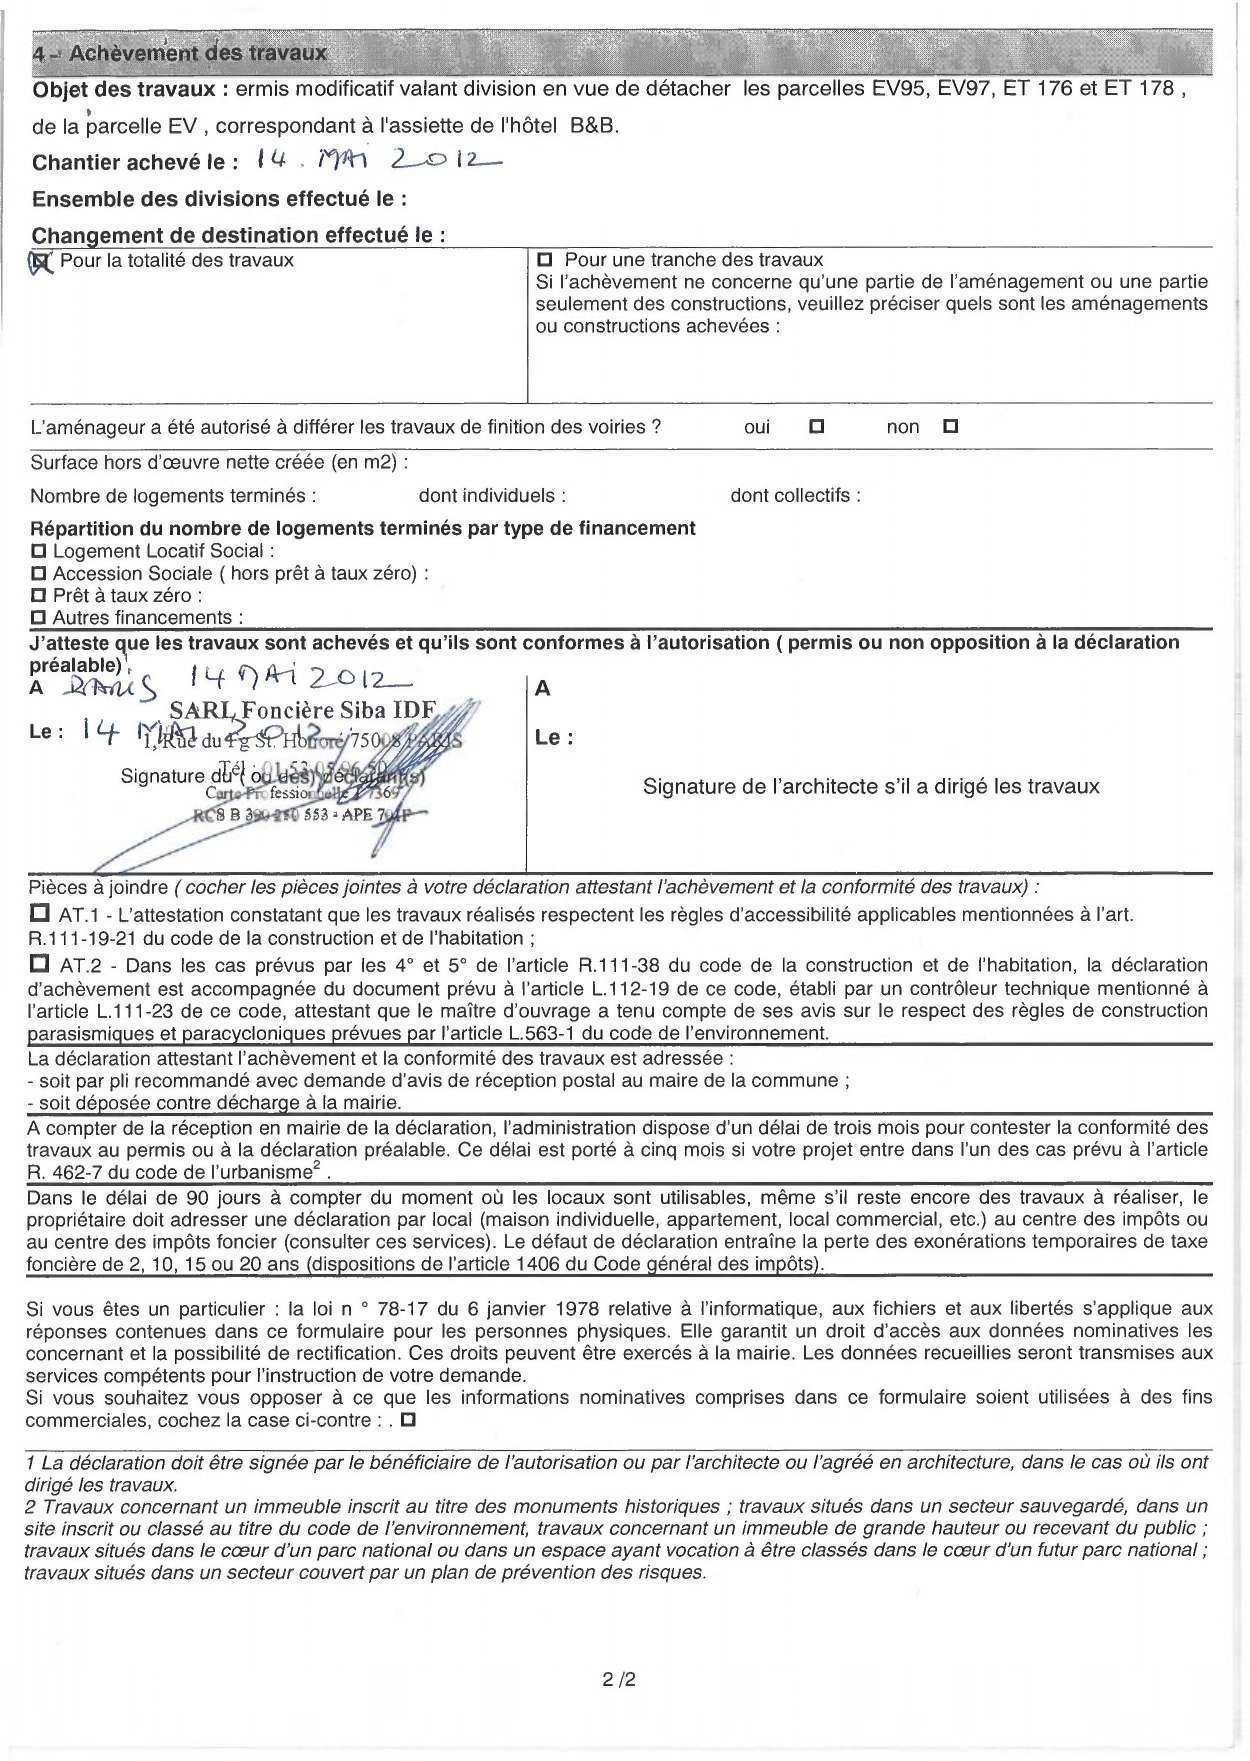 4 - Achèvement des travaux
Objet des travaux : ermis modificatif valant division en vue de détacher les parcelles EV95, EV97, ET 176 et ET 178 ,
de la parcelle EV , correspondant à l'assiette de l'hôtel B&B.
Chantier achevé le : 14 . MAI 2012
Ensemble des divisions effectué le :
Changement de destination effectué le :
Pour la totalité des travaux
Pour une tranche des travaux
Si l'achèvement ne concerne qu'une partie de l'aménagement ou une partie
seulement des constructions, veuillez préciser quels sont les aménagements
ou constructions achevées :
L'aménageur a été autorisé à différer les travaux de finition des voiries ? oui non
Surface hors d'œuvre nette créée (en m2) :
Nombre de logements terminés : dont individuels : dont collectifs :
Répartition du nombre de logements terminés par type de financement
Logement Locatif Social :
Accession Sociale ( hors prêt à taux zéro) :
Prêt à taux zéro :
Autres financements :
J'atteste que les travaux sont achevés et qu'ils sont conformes à l'autorisation ( permis ou non opposition à la déclaration
préalable)1.
A PARIS 14 MAI 2012
SARL Foncière Siba IDF
Le : 14 MAI 2012
1, Rue du Fg St. Honoré 75008 PARIS
Signature du ( ou des) déclarant(s)
Carte Professionnelle
RCS B 553 - APE
A
Le :
Signature de l'architecte s'il a dirigé les travaux
Pièces à joindre ( cocher les pièces jointes à votre déclaration attestant l'achèvement et la conformité des travaux) :
AT.1 - L'attestation constatant que les travaux réalisés respectent les règles d'accessibilité applicables mentionnées à l'art.
R.111-19-21 du code de la construction et de l'habitation ;
AT.2 - Dans les cas prévus par les 4° et 5° de l'article R.111-38 du code de la construction et de l'habitation, la déclaration
d'achèvement est accompagnée du document prévu à l'article L.112-19 de ce code, établi par un contrôleur technique mentionné à
l'article L.111-23 de ce code, attestant que le maître d'ouvrage a tenu compte de ses avis sur le respect des règles de construction
parasismiques et paracycloniques prévues par l'article L.563-1 du code de l'environnement.
La déclaration attestant l'achèvement et la conformité des travaux est adressée :
- soit par pli recommandé avec demande d'avis de réception postal au maire de la commune ;
- soit déposée contre décharge à la mairie.
A compter de la réception en mairie de la déclaration, l'administration dispose d'un délai de trois mois pour contester la conformité des
travaux au permis ou à la déclaration préalable. Ce délai est porté à cinq mois si votre projet entre dans l'un des cas prévu à l'article
R. 462-7 du code de l'urbanisme2 .
Dans le délai de 90 jours à compter du moment où les locaux sont utilisables, même s'il reste encore des travaux à réaliser, le
propriétaire doit adresser une déclaration par local (maison individuelle, appartement, local commercial, etc.) au centre des impôts ou
au centre des impôts foncier (consulter ces services). Le défaut de déclaration entraîne la perte des exonérations temporaires de taxe
foncière de 2, 10, 15 ou 20 ans (dispositions de l'article 1406 du Code général des impôts).
Si vous êtes un particulier : la loi n ° 78-17 du 6 janvier 1978 relative à l'informatique, aux fichiers et aux libertés s'applique aux
réponses contenues dans ce formulaire pour les personnes physiques. Elle garantit un droit d'accès aux données nominatives les
concernant et la possibilité de rectification. Ces droits peuvent être exercés à la mairie. Les données recueillies seront transmises aux
services compétents pour l'instruction de votre demande.
Si vous souhaitez vous opposer à ce que les informations nominatives comprises dans ce formulaire soient utilisées à des fins
commerciales, cochez la case ci-contre : .
1 La déclaration doit être signée par le bénéficiaire de l'autorisation ou par l'architecte ou l'agréé en architecture, dans le cas où ils ont
dirigé les travaux.
2 Travaux concernant un immeuble inscrit au titre des monuments historiques ; travaux situés dans un secteur sauvegardé, dans un
site inscrit ou classé au titre du code de l'environnement, travaux concernant un immeuble de grande hauteur ou recevant du public ;
travaux situés dans le cœur d'un parc national ou dans un espace ayant vocation à être classés dans le cœur d'un futur parc national ;
travaux situés dans un secteur couvert par un plan de prévention des risques.
2 /2